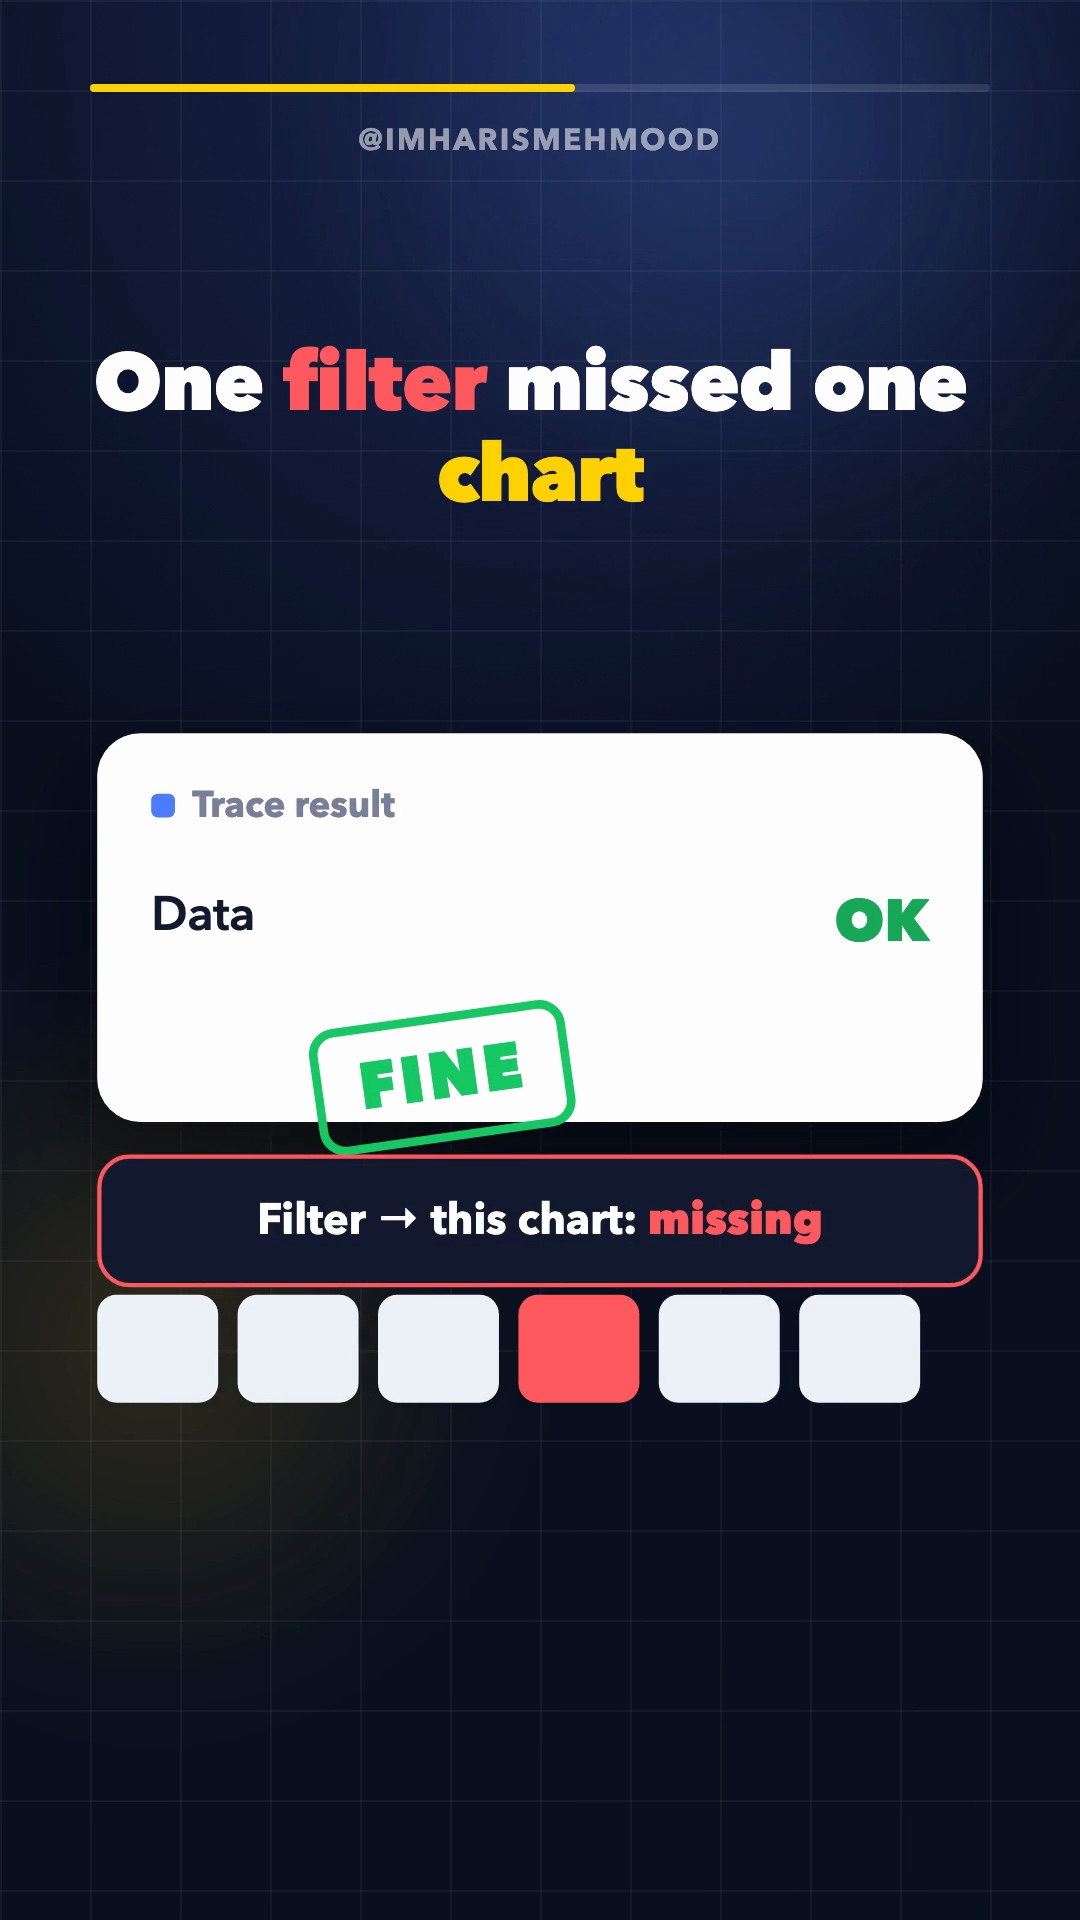 @IMHARISMEHMOOD
One filter missed one
chart
Trace result
Data OK
FINE
Filter → this chart: missing